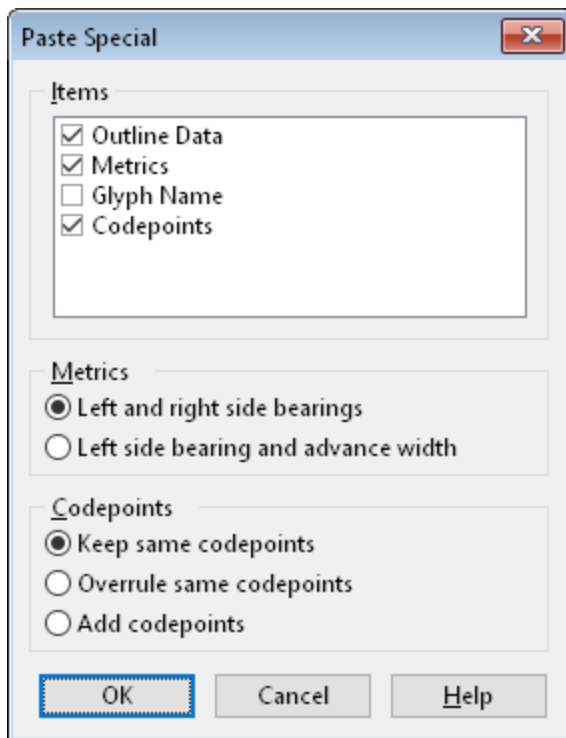 Paste Special
Items
Outline Data
Metrics
Glyph Name
Codepoints
Metrics
Left and right side bearings
Left side bearing and advance width
Codepoints
Keep same codepoints
Overrule same codepoints
Add codepoints
OK Cancel Help